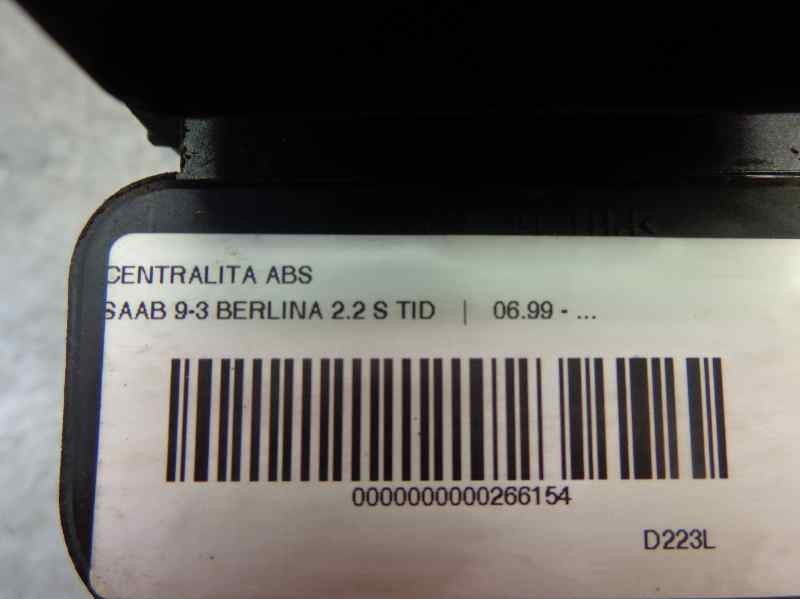 CENTRALITA ABS
SAAB 9-3 BERLINA 2.2 S TID | 06.99 - ...
0000000000266154
D223L